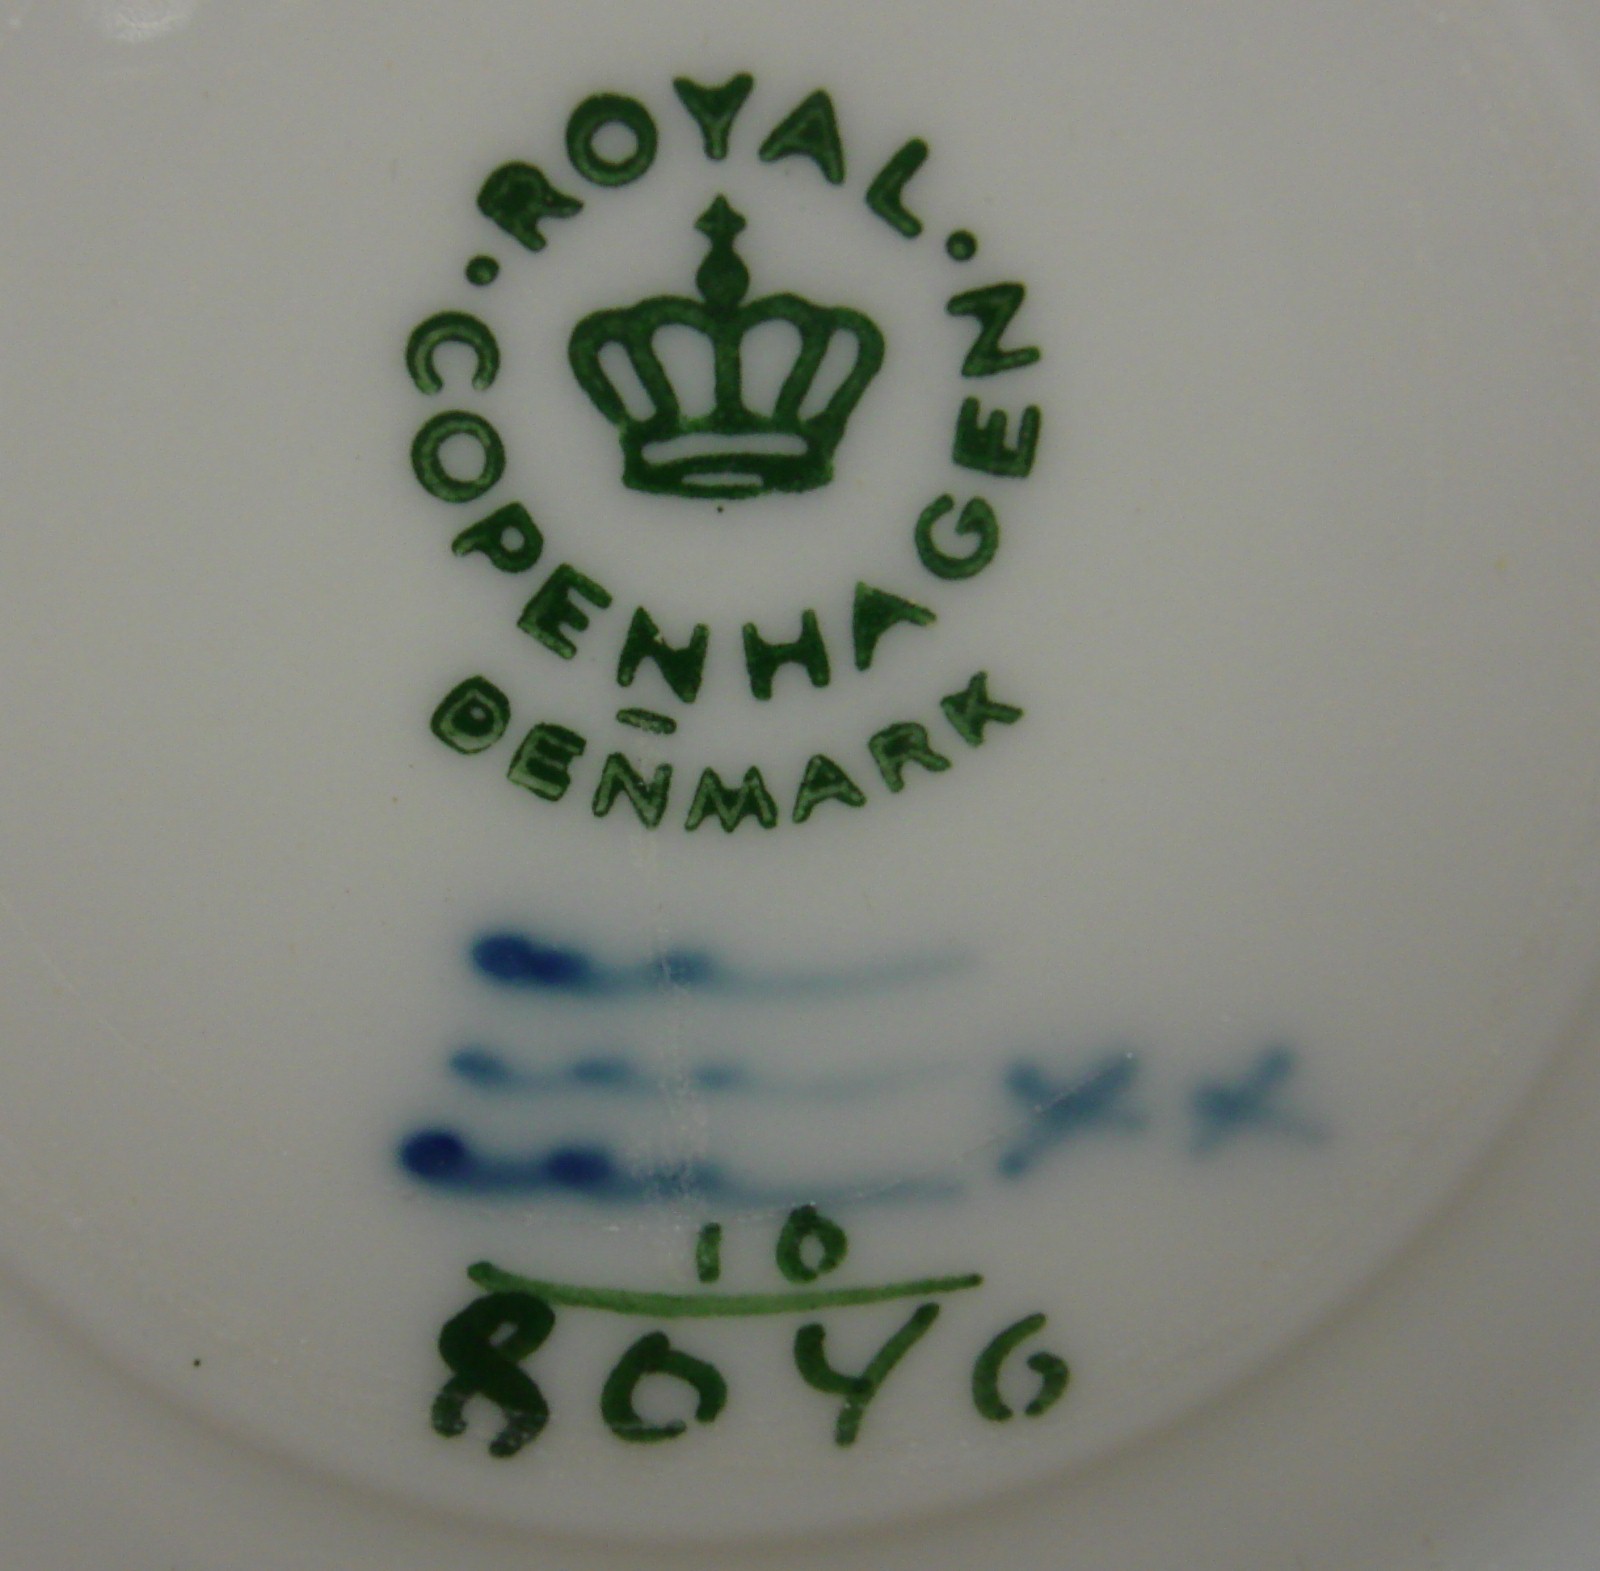 ROYAL. COPENHAGEN.
DENMARK
10
8046